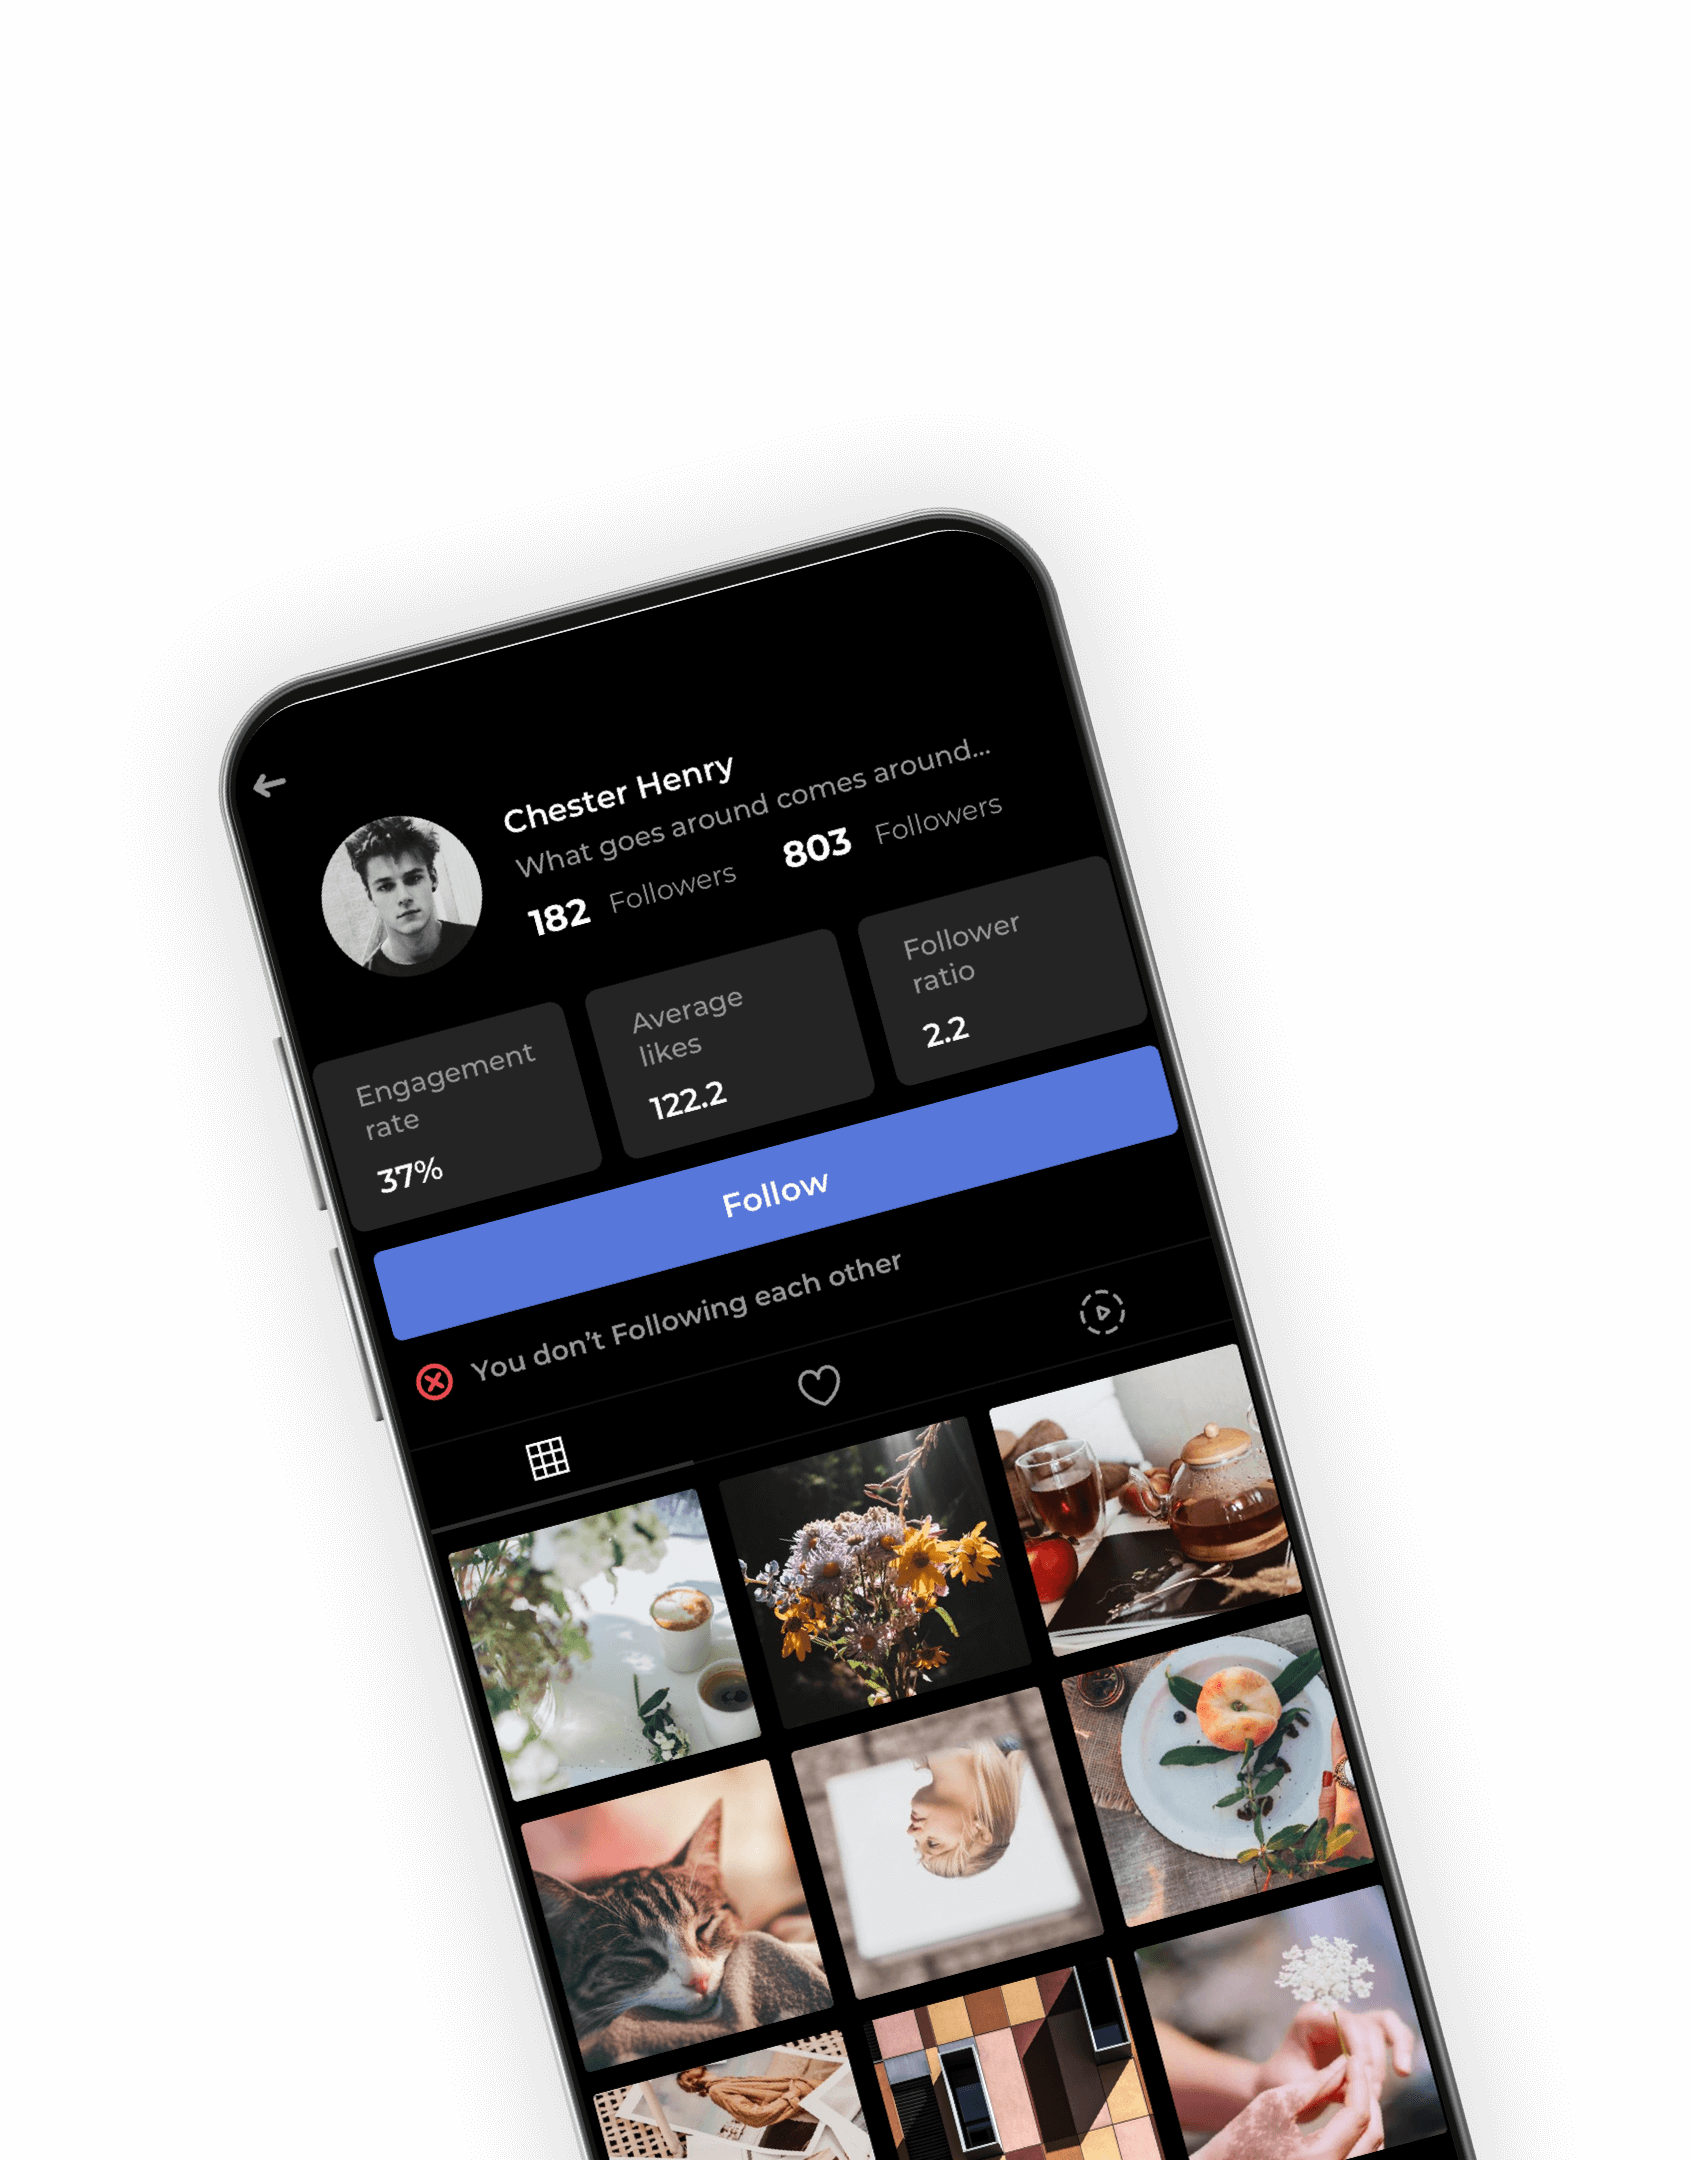 Chester Henry
What goes around comes around...
182 Followers 803 Followers
Engagement
rate
37%
Average
likes
122.2
Follower
ratio
2.2
Follow
You don’t Following each other